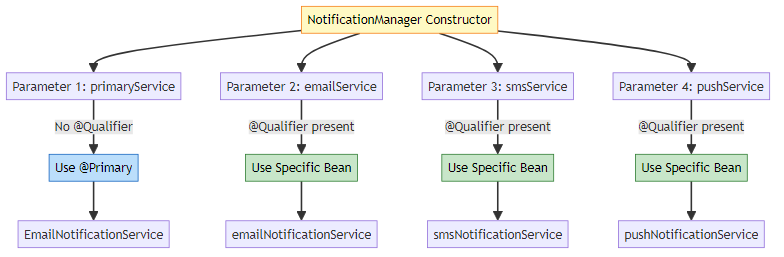 NotificationManager Constructor
Parameter 1: primaryService
Parameter 2: emailService
Parameter 3: smsService
Parameter 4: pushService
No @Qualifier
@Qualifier present
@Qualifier present
@Qualifier present
Use @Primary
Use Specific Bean
Use Specific Bean
Use Specific Bean
EmailNotificationService
emailNotificationService
smsNotificationService
pushNotificationService